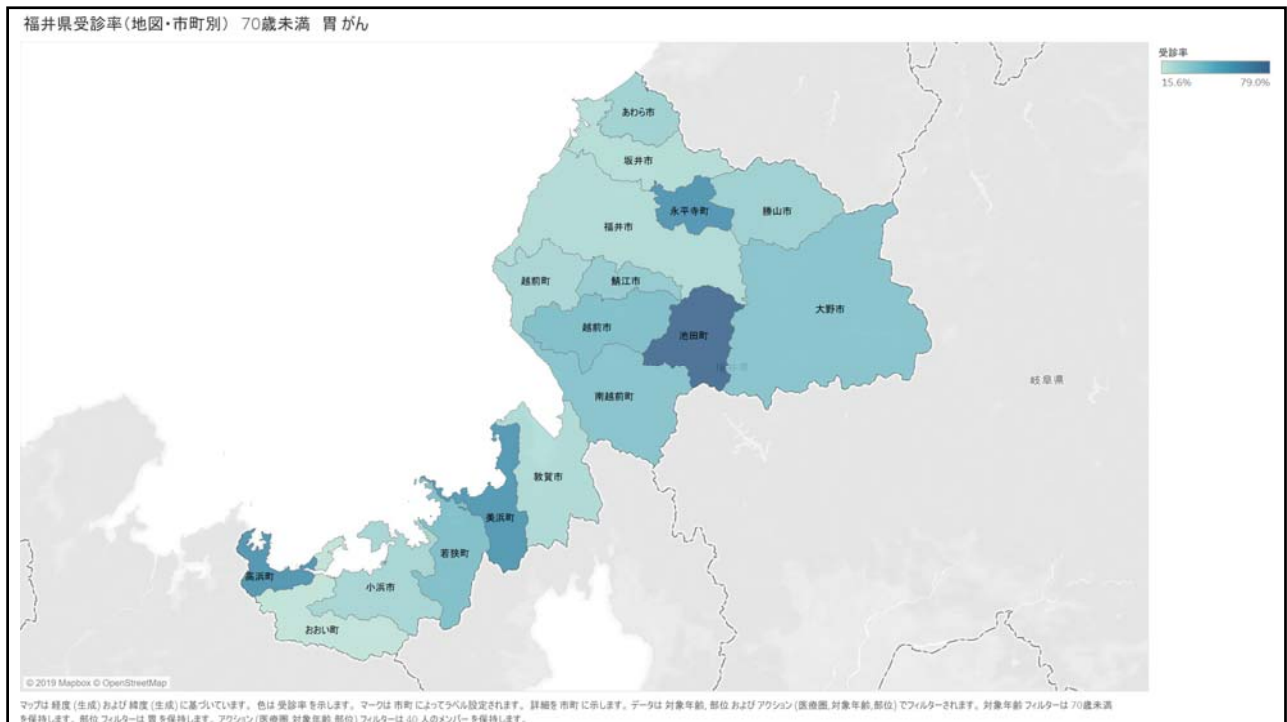 福井県受診率(地図・市町別) 70歳未満 胃がん
受診率
15.6% 79.0%
あわら市
坂井市
永平寺町
勝山市
福井市
越前町
鯖江市
大野市
越前市
池田町
岐阜県
南越前町
敦賀市
美浜町
若狭町
高浜町
小浜市
おおい町
© 2019 Mapbox © OpenStreetMap
マップは 経度 (生成) および 緯度 (生成) に基づいています。 色は 受診率 を示します。 マークは 市町 によってラベル設定されます。 詳細を 市町 に示します。 データは 対象年齢, 部位 および アクション (医療圏, 対象年齢, 部位) でフィルターされます。 対象年齢 フィルターは 70歳未満
を保持します。 部位 フィルターは 胃 を保持します。 アクション (医療圏, 対象年齢, 部位) フィルターは 40 人のメンバー を保持します。